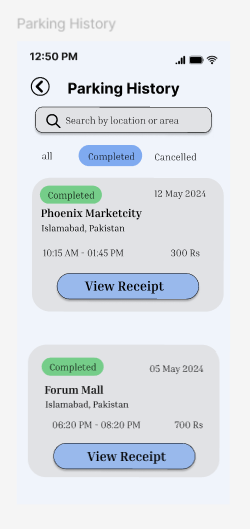 Parking History
12:50 PM
Parking History
Search by location or area
all Completed Cancelled
Completed 12 May 2024
Phoenix Marketcity
Islamabad, Pakistan
10:15 AM - 01:45 PM 300 Rs
View Receipt
Completed 05 May 2024
Forum Mall
Islamabad, Pakistan
06:20 PM - 08:20 PM 700 Rs
View Receipt